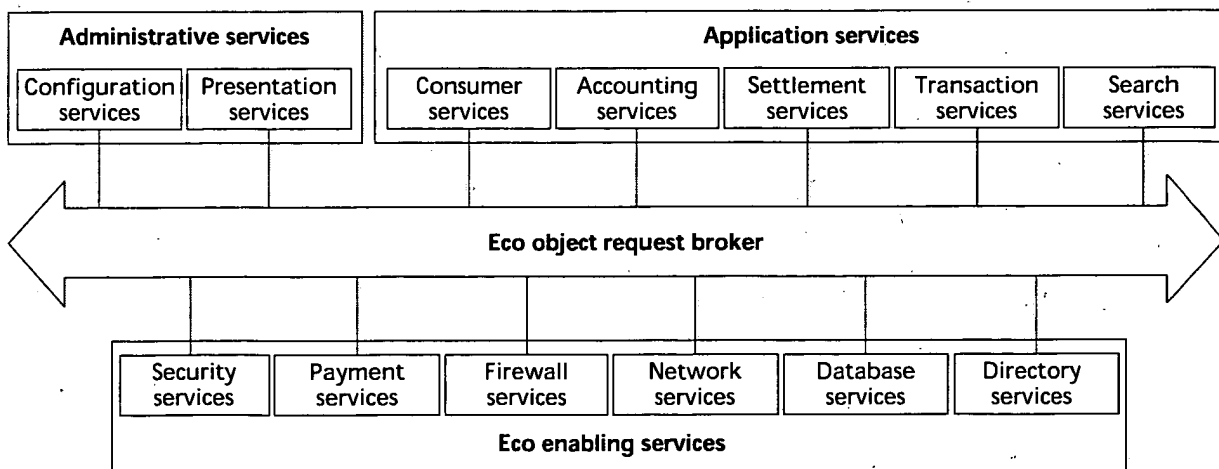 Administrative services
Configuration services
Presentation services
Application services
Consumer services
Accounting services
Settlement services
Transaction services
Search services
Eco object request broker
Security services
Payment services
Firewall services
Network services
Database services
Directory services
Eco enabling services